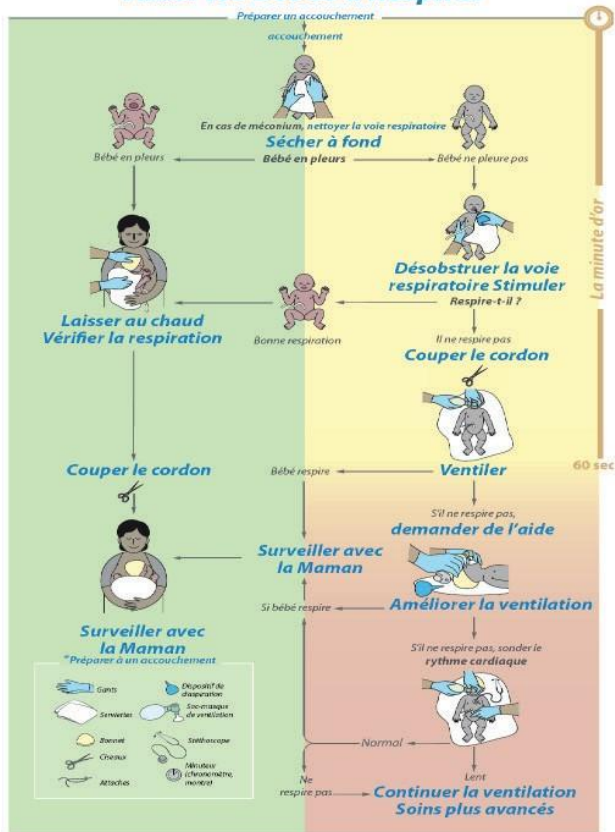 Préparer un accouchement
accouchement
En cas de méconium, nettoyer la voie respiratoire
Sécher à fond
Bébé en pleurs
Bébé en pleurs
Bébé ne pleure pas
La minute d'or
Désobstruer la voie
respiratoire Stimuler
Respire-t-il ?
Laisser au chaud
Vérifier la respiration
Bonne respiration
Il ne respire pas
Couper le cordon
Couper le cordon
Bébé respire
Ventiler
60 sec
S'il ne respire pas,
demander de l'aide
Surveiller avec
la Maman
Si bébé respire
Améliorer la ventilation
Surveiller avec
la Maman
S'il ne respire pas, sonder le
rythme cardiaque
*Préparer à un accouchement
Gants
Dispositif de
d'aspiration
Serviettes
Sac-masque
de ventilation
Bonnet
Stéthoscope
Ciseaux
Minuteur
(chronomètre,
montre)
Attaches
Normal
Lent
Ne
respire pas
Continuer la ventilation
Soins plus avancés